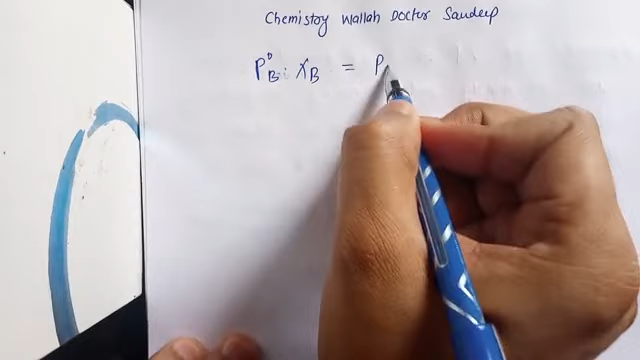 Chemistry Wallah Doctor Sandeep
P°B · XB = P